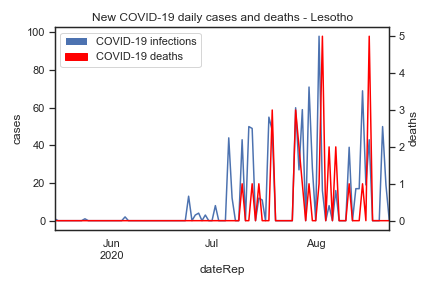 New COVID-19 daily cases and deaths - Lesotho
COVID-19 infections
COVID-19 deaths
100
80
60
40
20
0
cases
5
4
3
2
1
0
deaths
Jun
2020
Jul
Aug
dateRep